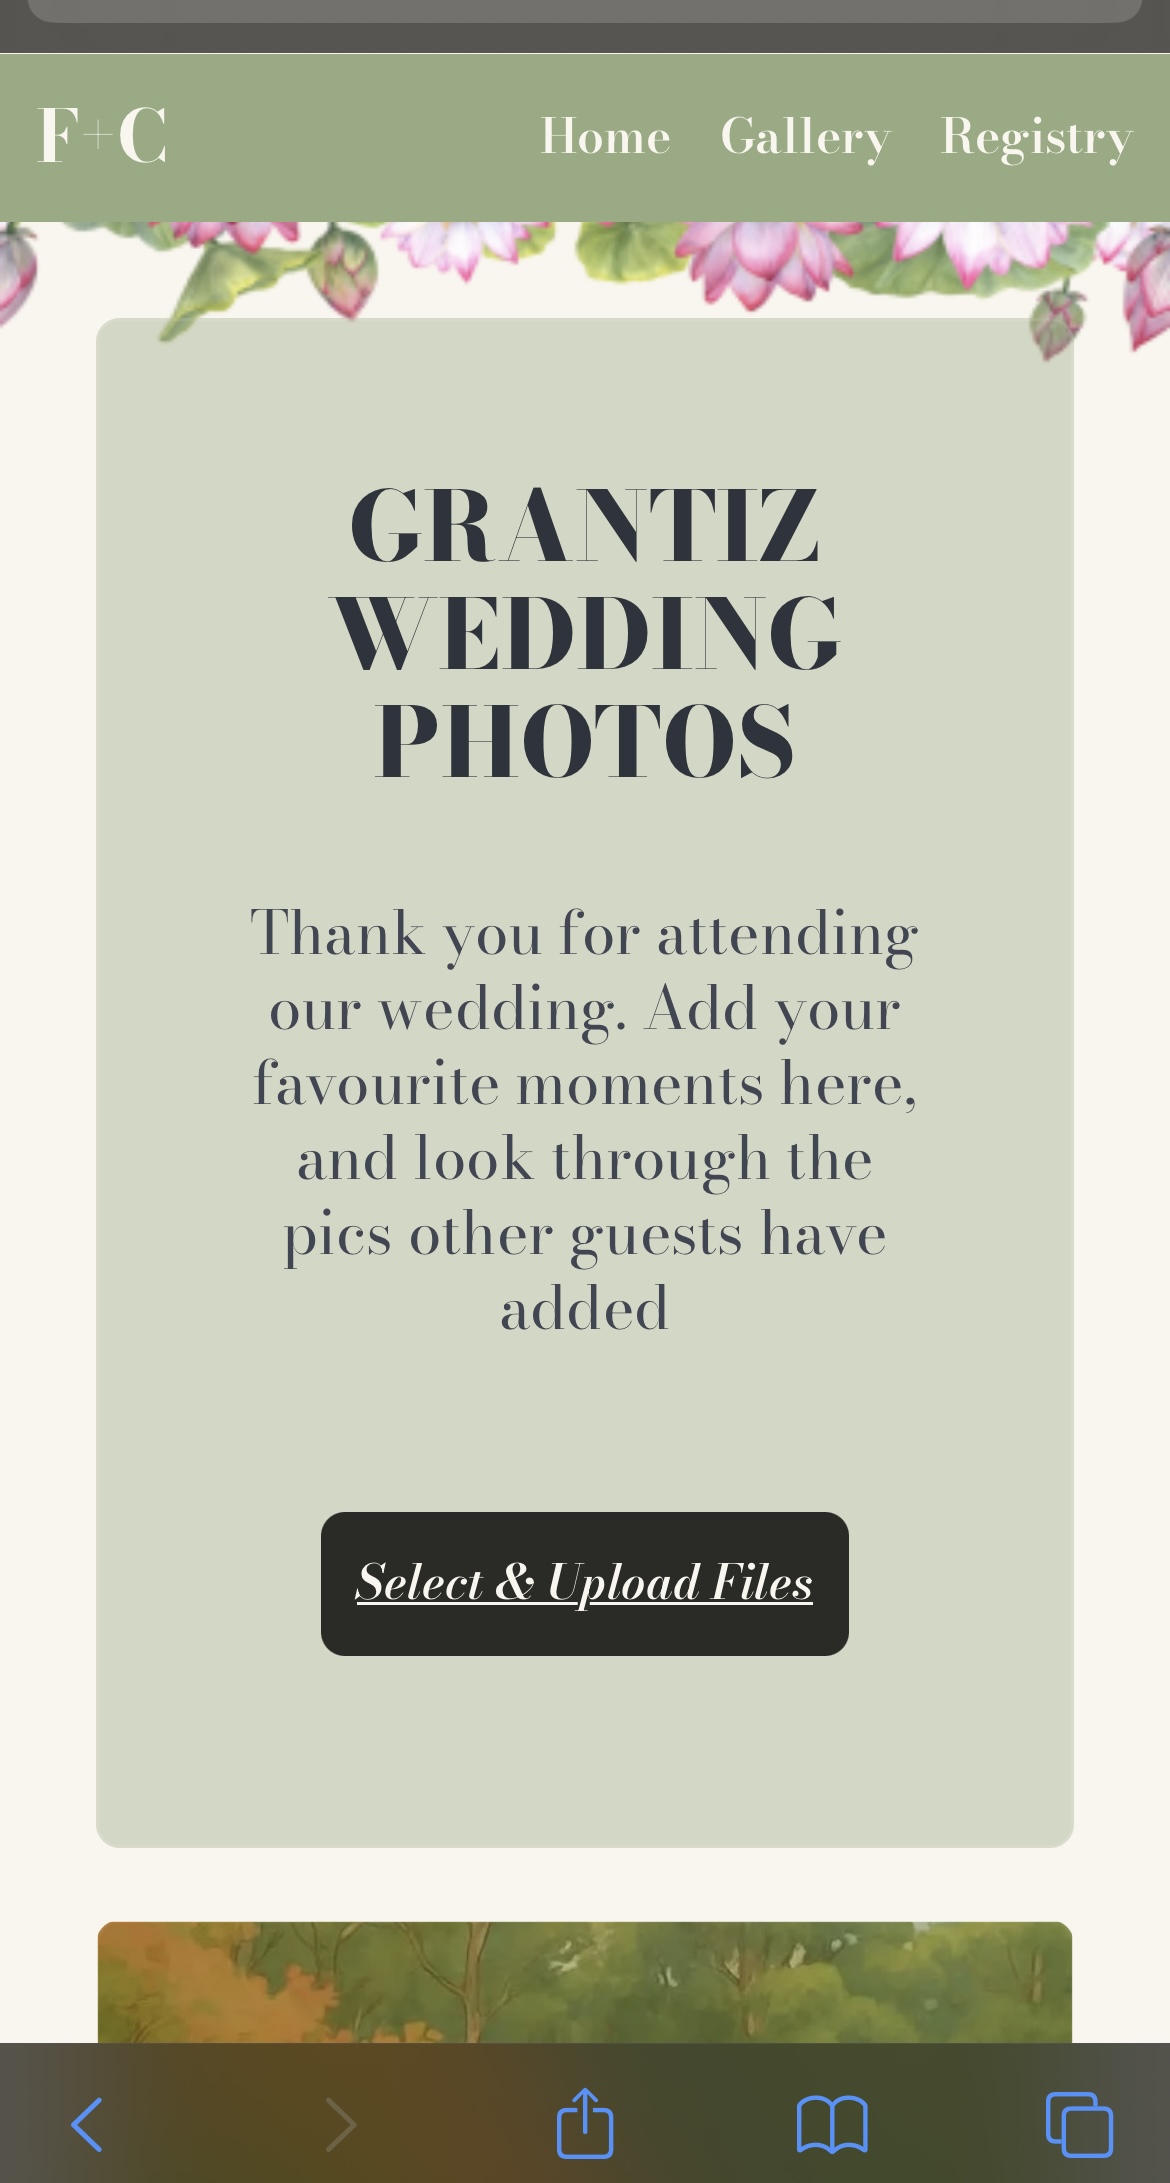 F+C
Home Gallery Registry
GRANTIZ
WEDDING
PHOTOS
Thank you for attending
our wedding. Add your
favourite moments here,
and look through the
pics other guests have
added
Select & Upload Files